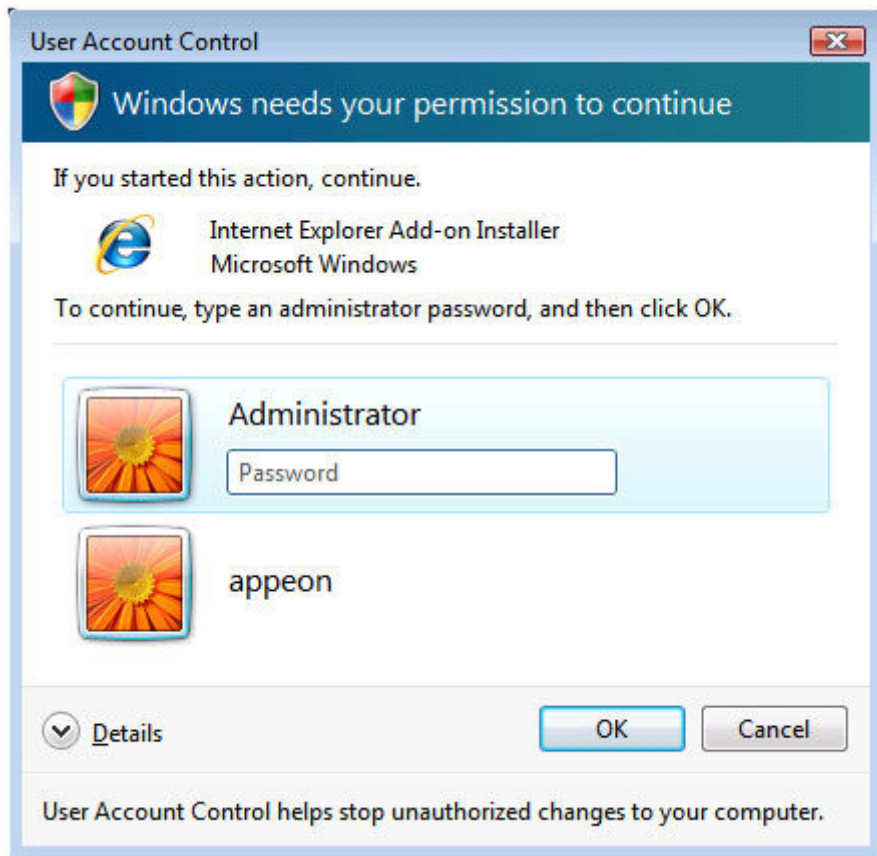 User Account Control
Windows needs your permission to continue
If you started this action, continue.
Internet Explorer Add-on Installer
Microsoft Windows
To continue, type an administrator password, and then click OK.
Administrator
Password
appeon
Details
OK
Cancel
User Account Control helps stop unauthorized changes to your computer.